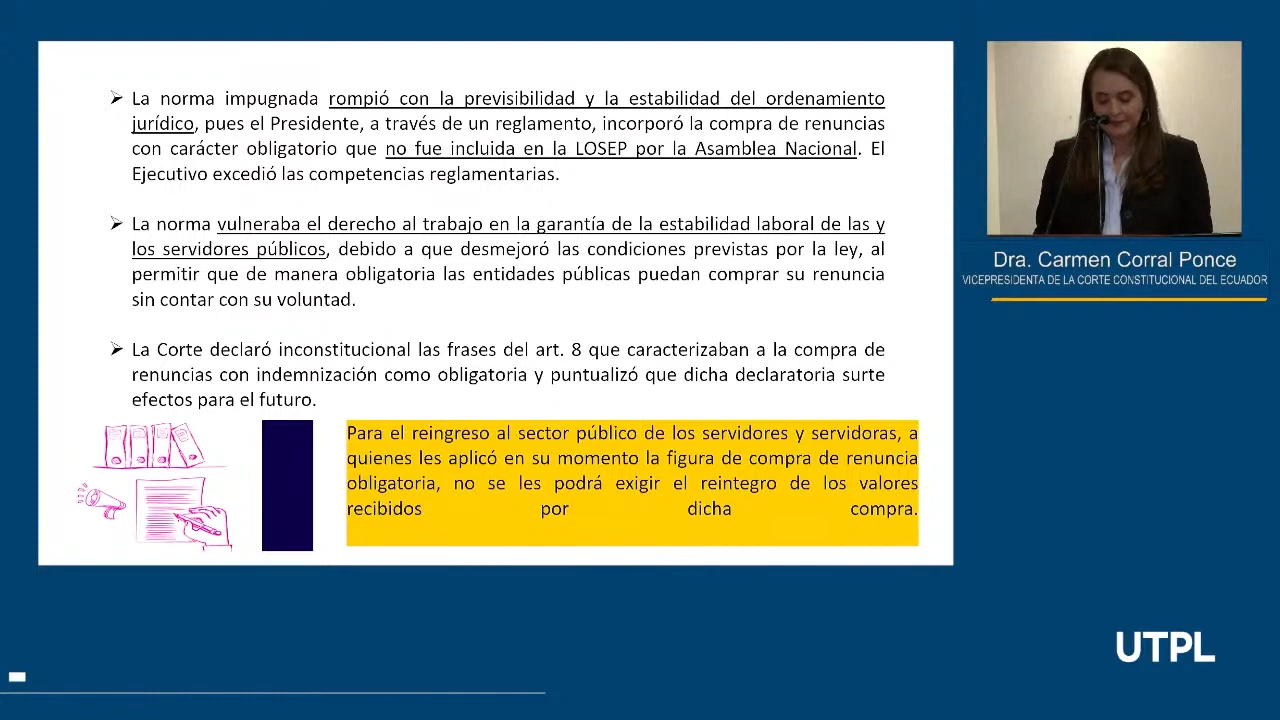 ➢ La norma impugnada rompió con la previsibilidad y la estabilidad del ordenamiento
jurídico, pues el Presidente, a través de un reglamento, incorporó la compra de renuncias
con carácter obligatorio que no fue incluida en la LOSEP por la Asamblea Nacional. El
Ejecutivo excedió las competencias reglamentarias.
➢ La norma vulneraba el derecho al trabajo en la garantía de la estabilidad laboral de las y
los servidores públicos, debido a que desmejoró las condiciones previstas por la ley, al
permitir que de manera obligatoria las entidades públicas puedan comprar su renuncia
sin contar con su voluntad.
➢ La Corte declaró inconstitucional las frases del art. 8 que caracterizaban a la compra de
renuncias con indemnización como obligatoria y puntualizó que dicha declaratoria surte
efectos para el futuro.
Para el reingreso al sector público de los servidores y servidoras, a
quienes les aplicó en su momento la figura de compra de renuncia
obligatoria, no se les podrá exigir el reintegro de los valores
recibidos por dicha compra.
Dra. Carmen Corral Ponce
VICEPRESIDENTA DE LA CORTE CONSTITUCIONAL DEL ECUADOR
UTPL